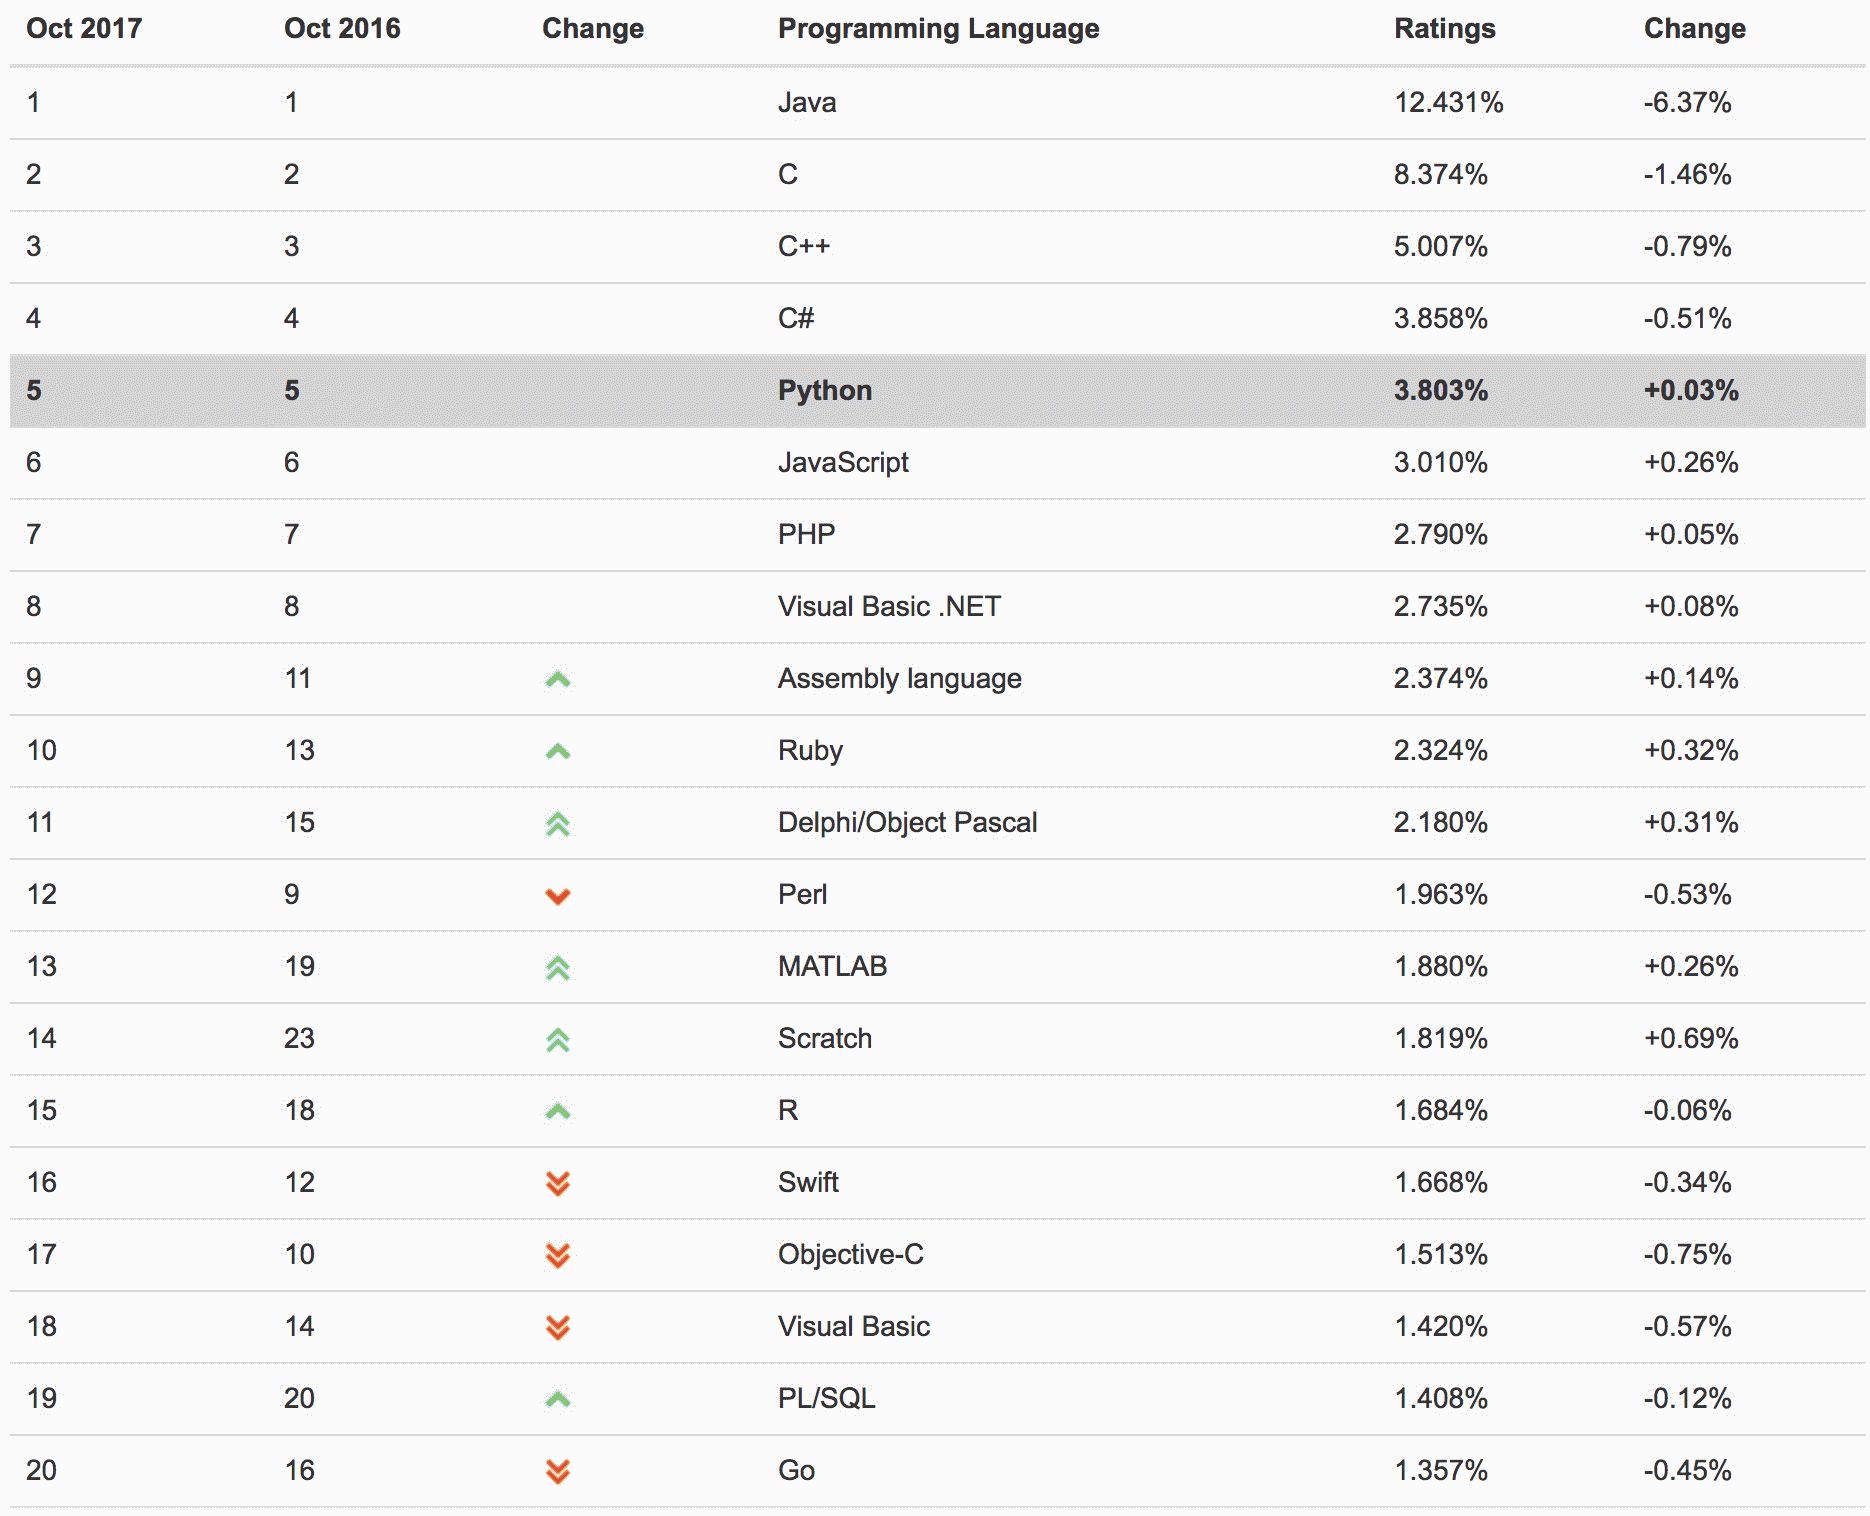 Oct 2017 Oct 2016 Change Programming Language Ratings Change
1 1 Java 12.431% -6.37%
2 2 C 8.374% -1.46%
3 3 C++ 5.007% -0.79%
4 4 C# 3.858% -0.51%
5 5 Python 3.803% +0.03%
6 6 JavaScript 3.010% +0.26%
7 7 PHP 2.790% +0.05%
8 8 Visual Basic .NET 2.735% +0.08%
9 11 Assembly language 2.374% +0.14%
10 13 Ruby 2.324% +0.32%
11 15 Delphi/Object Pascal 2.180% +0.31%
12 9 Perl 1.963% -0.53%
13 19 MATLAB 1.880% +0.26%
14 23 Scratch 1.819% +0.69%
15 18 R 1.684% -0.06%
16 12 Swift 1.668% -0.34%
17 10 Objective-C 1.513% -0.75%
18 14 Visual Basic 1.420% -0.57%
19 20 PL/SQL 1.408% -0.12%
20 16 Go 1.357% -0.45%